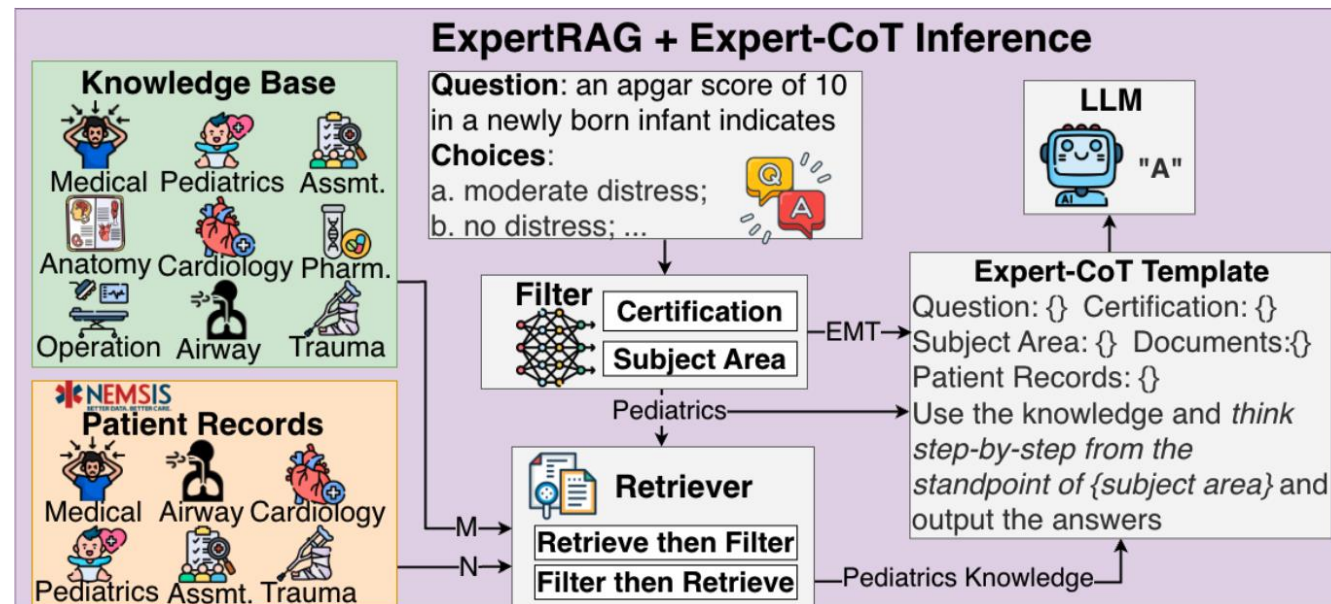 ExpertRAG + Expert-CoT Inference
Knowledge Base
Medical Pediatrics Assmt.
Anatomy Cardiology Pharm.
Operation Airway Trauma
NEMSIS
BETTER DATA. BETTER CARE.
Patient Records
Medical Airway Cardiology
Pediatrics Assmt. Trauma
Question: an apgar score of 10
in a newly born infant indicates
Choices:
a. moderate distress;
b. no distress; ...
Q
A
Filter
Certification
Subject Area
EMT
Pediatrics
M
N
Retriever
Retrieve then Filter
Filter then Retrieve
Pediatrics Knowledge
LLM
"A"
AI
Expert-CoT Template
Question: {} Certification: {}
Subject Area: {} Documents:{}
Patient Records: {}
Use the knowledge and think
step-by-step from the
standpoint of {subject area} and
output the answers